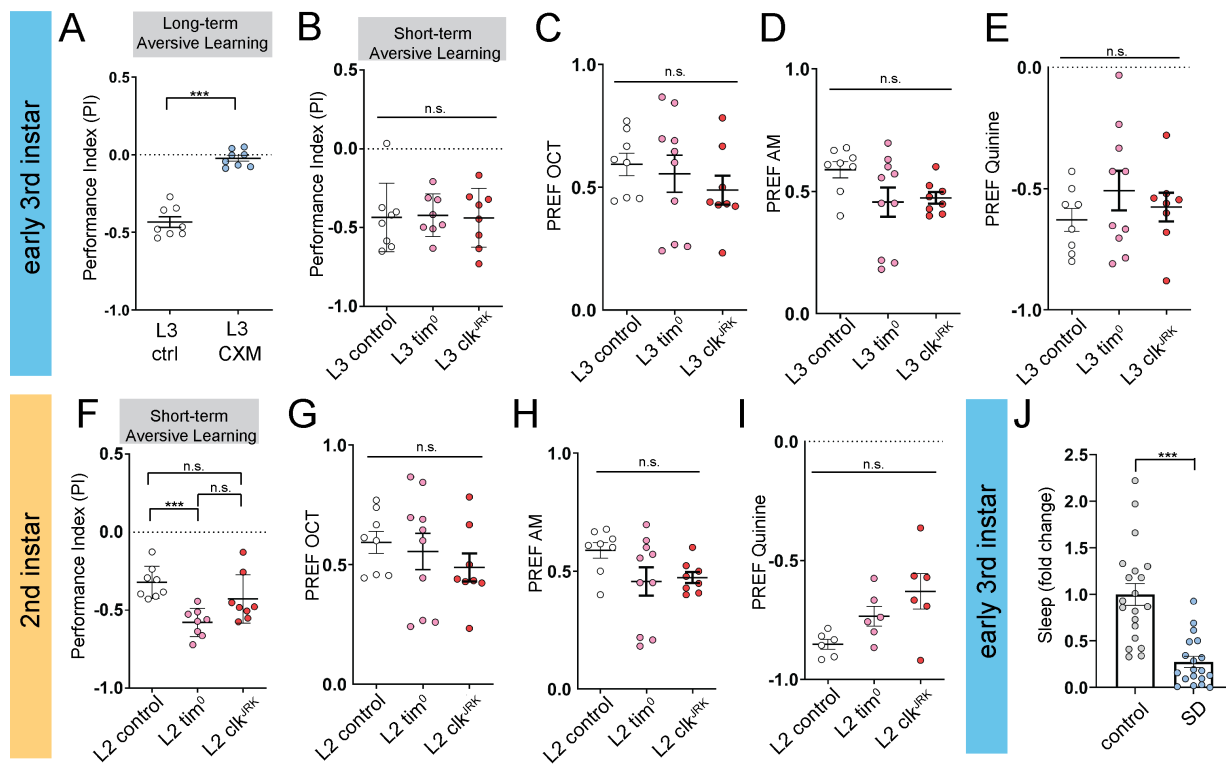 early 3rd instar
A
Long-term
Aversive Learning
Performance Index (PI)
0.5
0.0
-0.5
-1.0
***
L3
ctrl
L3
CXM
B
Short-term
Aversive Learning
Performance Index (PI)
0.5
0.0
-0.5
-1.0
n.s.
L3 control
L3 tim⁰
L3 clkᴶᴿᴷ
C
PREF OCT
1.0
0.5
0.0
n.s.
L3 control
L3 tim⁰
L3 clkᴶᴿᴷ
D
PREF AM
1.0
0.5
0.0
n.s.
L3 control
L3 tim⁰
L3 clkᴶᴿᴷ
E
PREF Quinine
0.0
-0.5
-1.0
n.s.
L3 control
L3 tim⁰
L3 clkᴶᴿᴷ
2nd instar
F
Short-term
Aversive Learning
Performance Index (PI)
0.5
0.0
-0.5
-1.0
n.s.
n.s.
***
L2 control
L2 tim⁰
L2 clkᴶᴿᴷ
G
PREF OCT
1.0
0.5
0.0
n.s.
L2 control
L2 tim⁰
L2 clkᴶᴿᴷ
H
PREF AM
1.0
0.5
0.0
n.s.
L2 control
L2 tim⁰
L2 clkᴶᴿᴷ
I
PREF Quinine
0.0
-0.5
-1.0
n.s.
L2 control
L2 tim⁰
L2 clkᴶᴿᴷ
early 3rd instar
J
Sleep (fold change)
2.5
2.0
1.5
1.0
0.5
0.0
***
control
SD